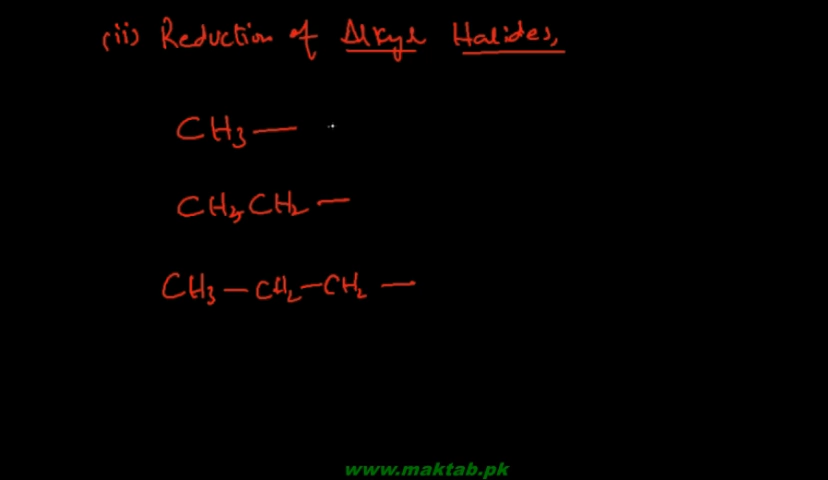 (ii) Reduction of Alkyl Halides,
CH₃ —
CH₃CH₂ —
CH₃ — CH₂ — CH₂ —
www.maktab.pk